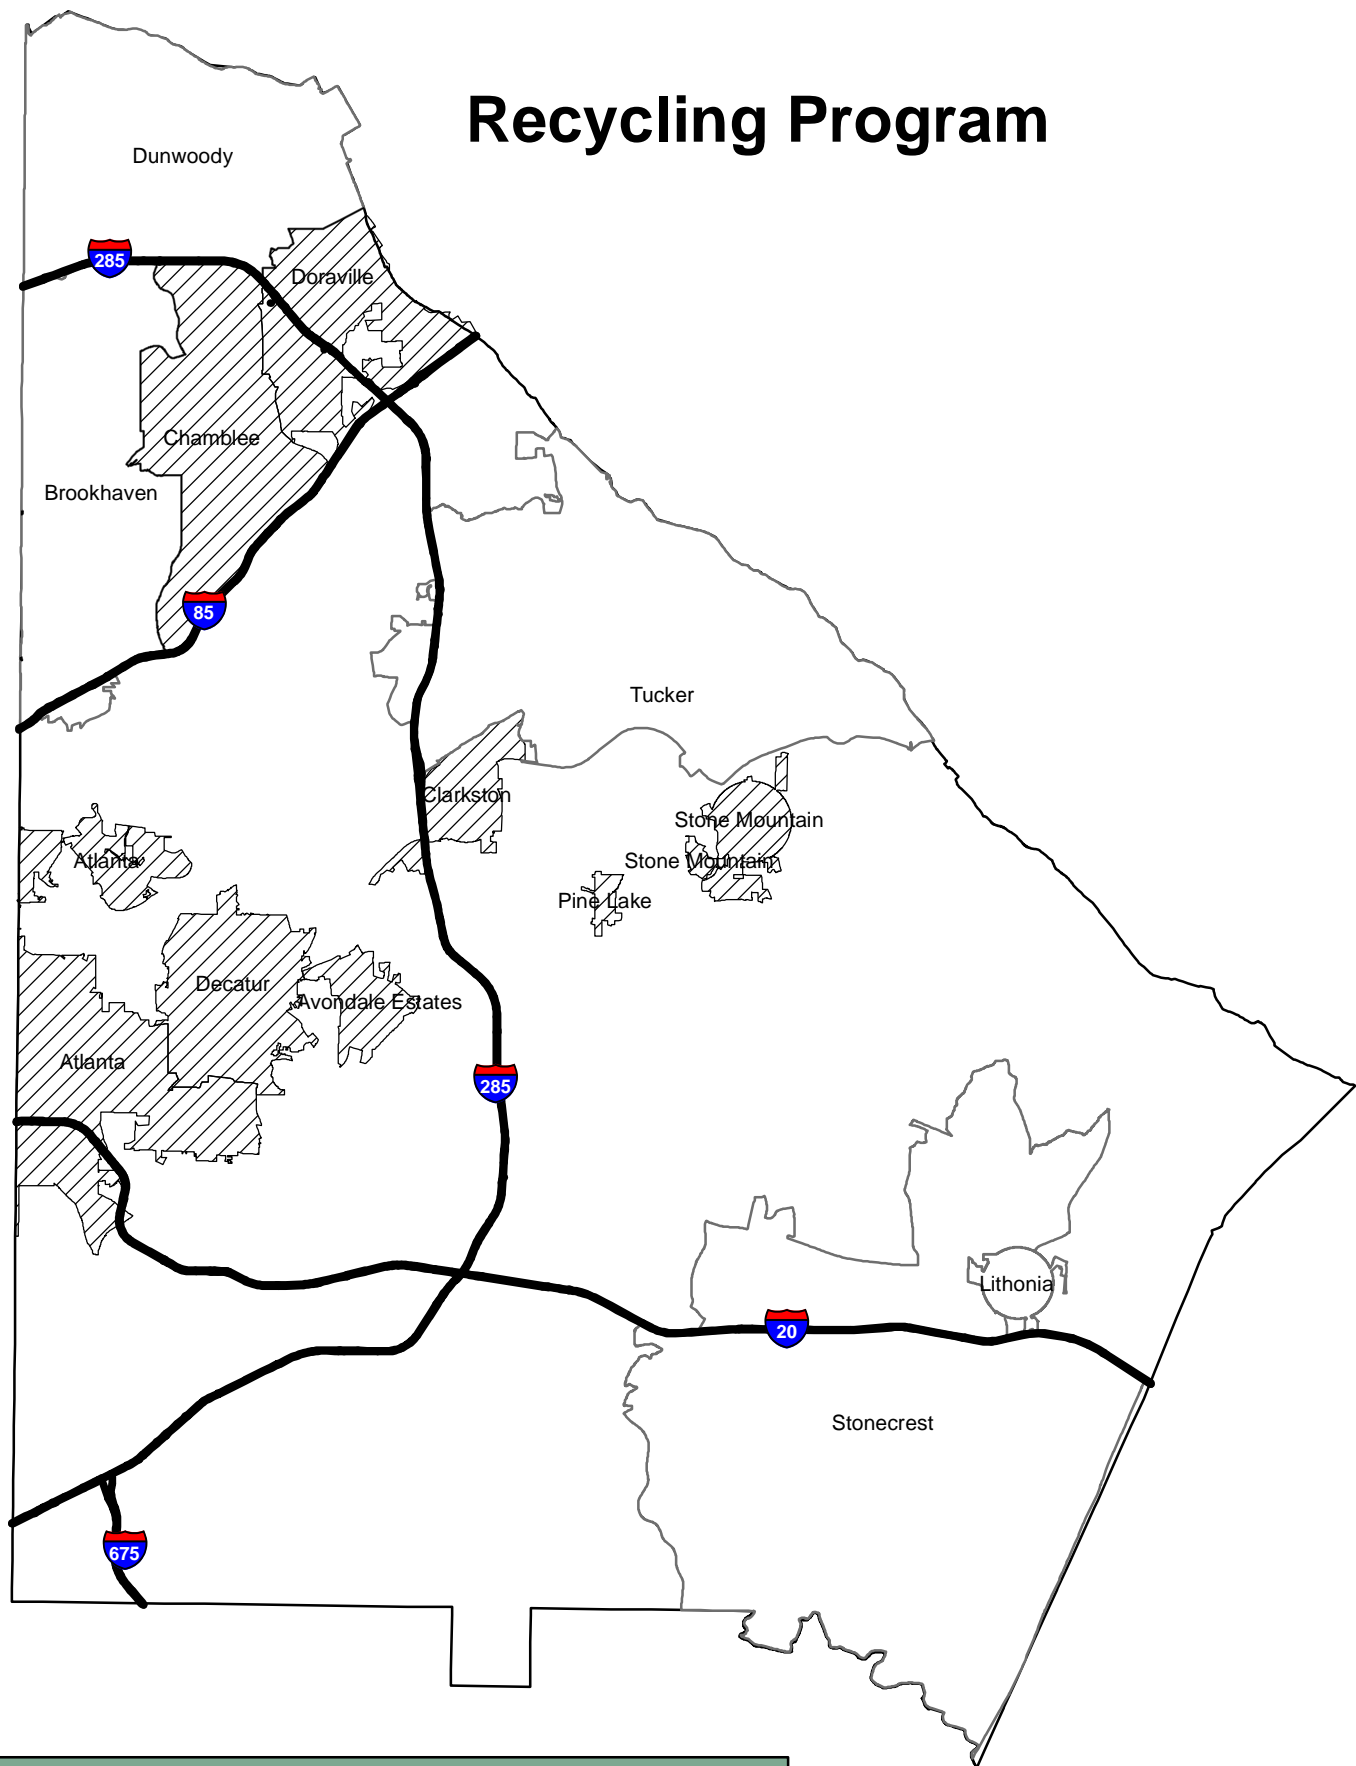 Recycling Program
Dunwoody
285
Doraville
Chamblee
Brookhaven
85
Tucker
Clarkston
Stone Mountain
Atlanta
Stone Mountain
Pine Lake
Decatur
Avondale Estates
Atlanta
285
Lithonia
20
Stonecrest
675